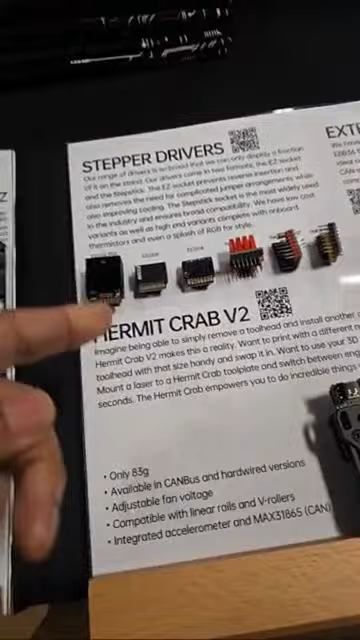 STEPPER DRIVERS
Our range of drivers is so broad that we can only display a fraction
of it on the stand. Our drivers come in two formats, the EZ socket
and the Stepstick. The EZ socket prevents reverse insertion and
also removes the need for complicated jumper arrangements while
also improving cooling. The Stepstick socket is the most widely used
in the industry and ensures broad compatibility. We have low cost
variants as well as high end variants complete with onboard
thermistors and even a splash of RGB for style.
EXT
HERMIT CRAB V2
Imagine being able to simply remove a toolhead and install another
Hermit Crab V2 makes this a reality. Want to print with a different
toolhead with that size handy and swap it in. Want to use your 3D
Mount a laser to a Hermit Crab toolplate and switch between
seconds. The Hermit Crab empowers you to do incredible things
• Only 83g
• Available in CANBus and hardwired versions
• Adjustable fan voltage
• Compatible with linear rails and V-rollers
• Integrated accelerometer and MAX31865 (CAN)